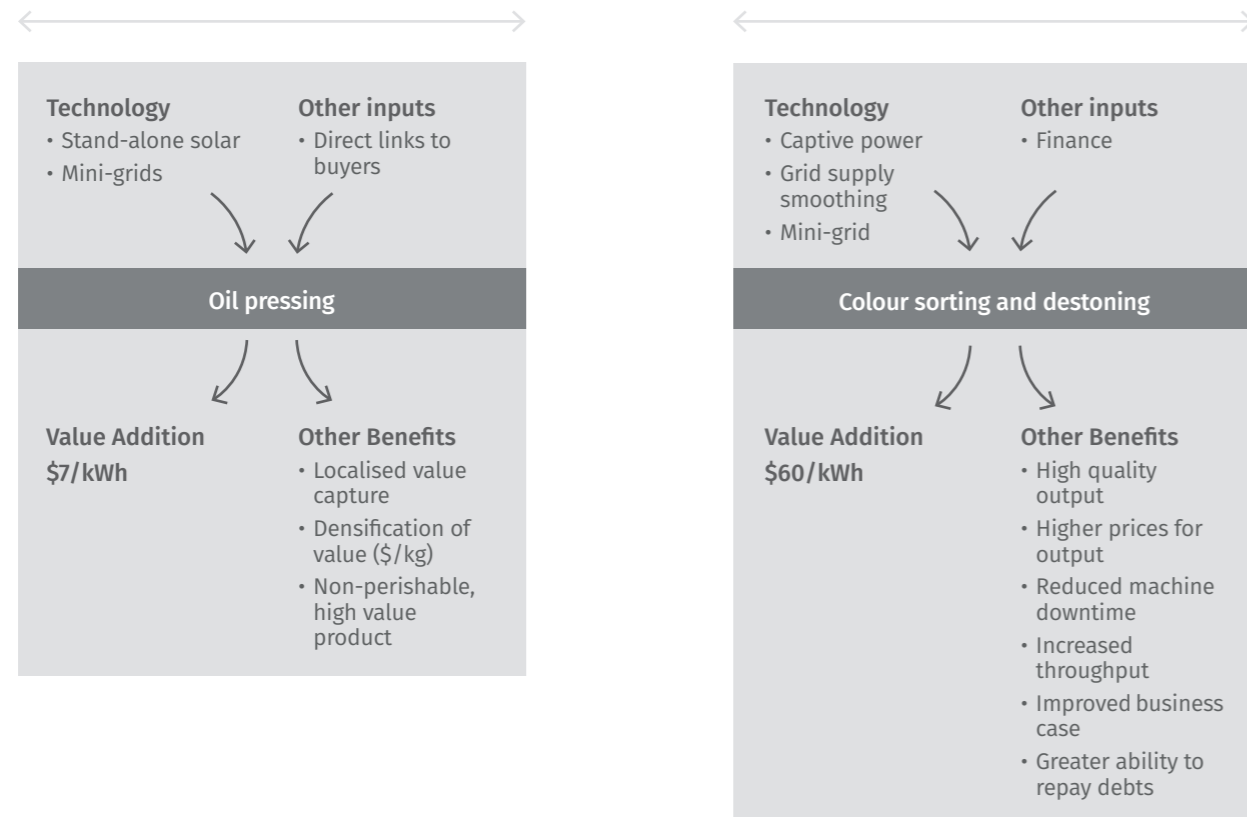 Technology
• Stand-alone solar
• Mini-grids
Other inputs
• Direct links to
buyers
Oil pressing
Value Addition
$7/kWh
Other Benefits
• Localised value
capture
• Densification of
value ($/kg)
• Non-perishable,
high value
product
Technology
• Captive power
• Grid supply
smoothing
• Mini-grid
Other inputs
• Finance
Colour sorting and destoning
Value Addition
$60/kWh
Other Benefits
• High quality
output
• Higher prices for
output
• Reduced machine
downtime
• Increased
throughput
• Improved business
case
• Greater ability to
repay debts